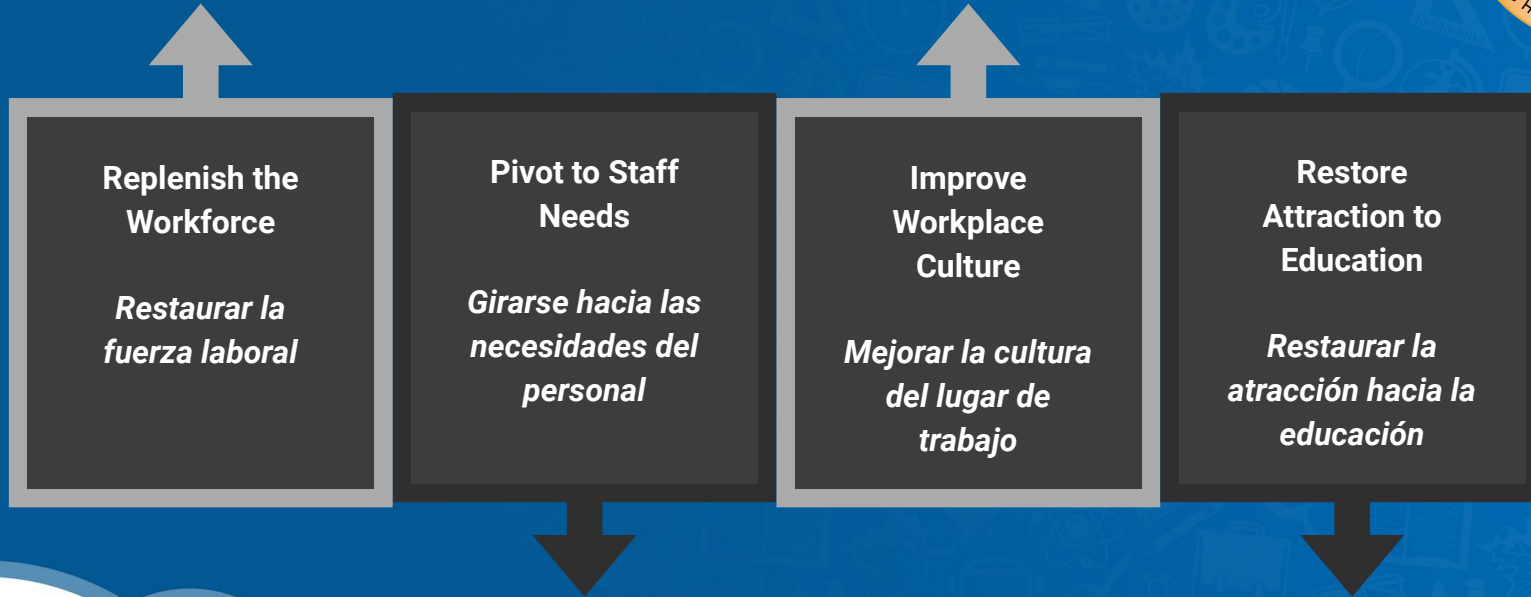 Replenish the
Workforce
Restaurar la
fuerza laboral
Pivot to Staff
Needs
Girarse hacia las
necesidades del
personal
Improve
Workplace
Culture
Mejorar la cultura
del lugar de
trabajo
Restore
Attraction to
Education
Restaurar la
atracción hacia la
educación